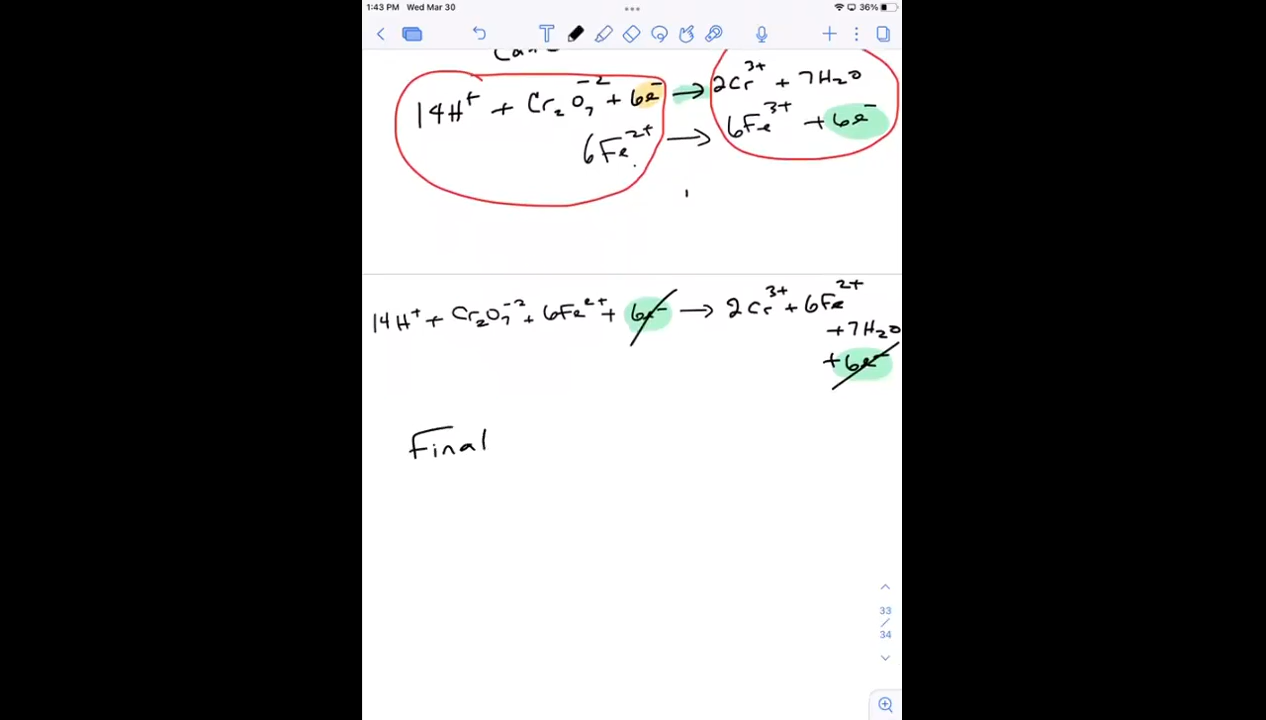 1:43 PM Wed Mar 30 36%
14H⁺ + Cr₂O₇⁻² + 6e⁻ → 2Cr³⁺ + 7H₂O
6Fe²⁺ → 6Fe³⁺ + 6e⁻
14H⁺ + Cr₂O₇⁻² + 6Fe²⁺ + 6e⁻ → 2Cr³⁺ + 6Fe²⁺
+ 7H₂O
+ 6e⁻
Final
33
/
34